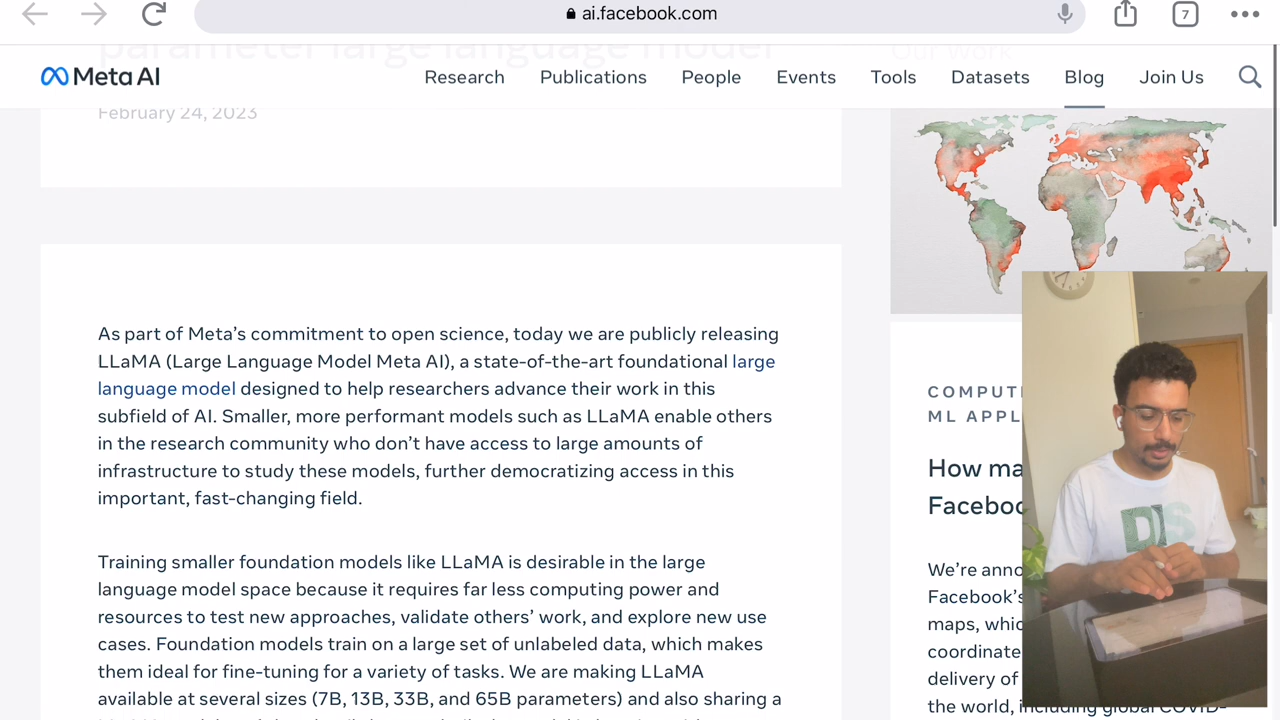 ai.facebook.com
7
parameter large language model
Our Work
Meta AI
Research
Publications
People
Events
Tools
Datasets
Blog
Join Us
February 24, 2023
As part of Meta’s commitment to open science, today we are publicly releasing
LLaMA (Large Language Model Meta AI), a state-of-the-art foundational large
language model designed to help researchers advance their work in this
subfield of AI. Smaller, more performant models such as LLaMA enable others
in the research community who don’t have access to large amounts of
infrastructure to study these models, further democratizing access in this
important, fast-changing field.
Training smaller foundation models like LLaMA is desirable in the large
language model space because it requires far less computing power and
resources to test new approaches, validate others’ work, and explore new use
cases. Foundation models train on a large set of unlabeled data, which makes
them ideal for fine-tuning for a variety of tasks. We are making LLaMA
available at several sizes (7B, 13B, 33B, and 65B parameters) and also sharing a
ML APPL
How ma
Faceboo
We’re anno
Facebook’s
maps, whic
coordinate
delivery of
the world, including global COVID-